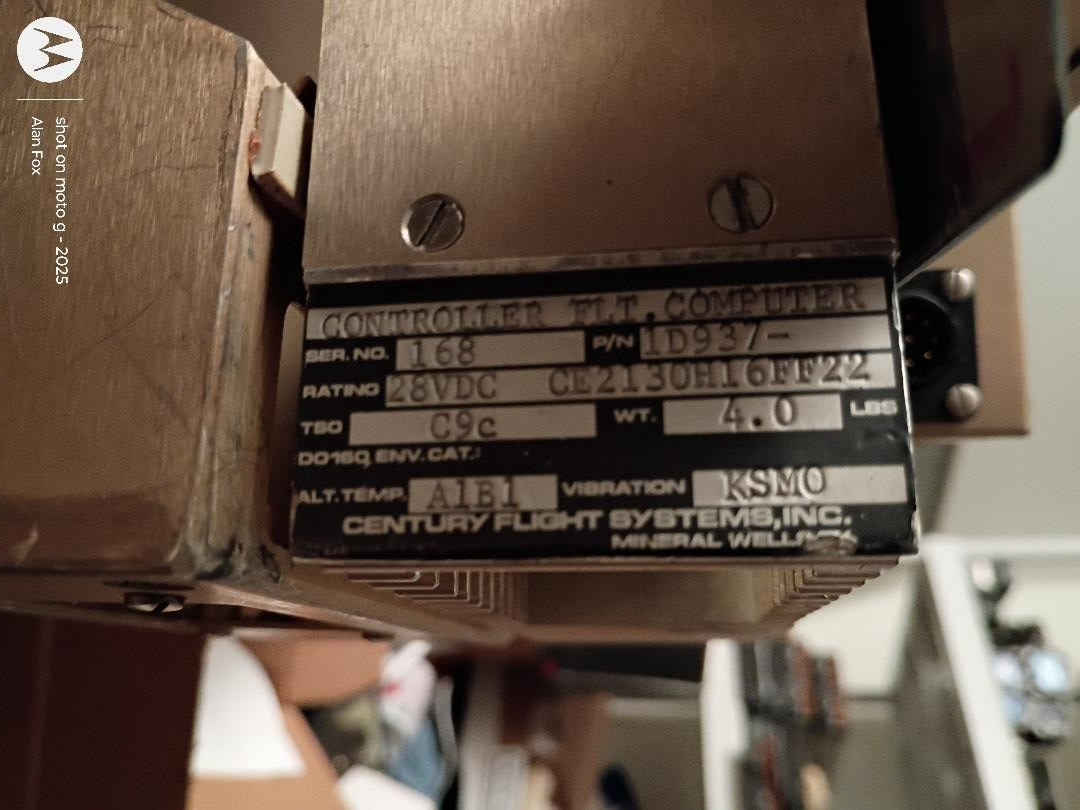 CONTROLLER FLT.COMPUTER
SER. NO. 168 P/N 1D937-
RATING 28VDC CE2130H16FF22
TSO C9c WT. 4.0 LBS
DO160 ENV. CAT.:
ALT. TEMP. A1B1 VIBRATION KSMO
CENTURY FLIGHT SYSTEMS, INC.
MINERAL
shot on moto g - 2025
Alan Fox